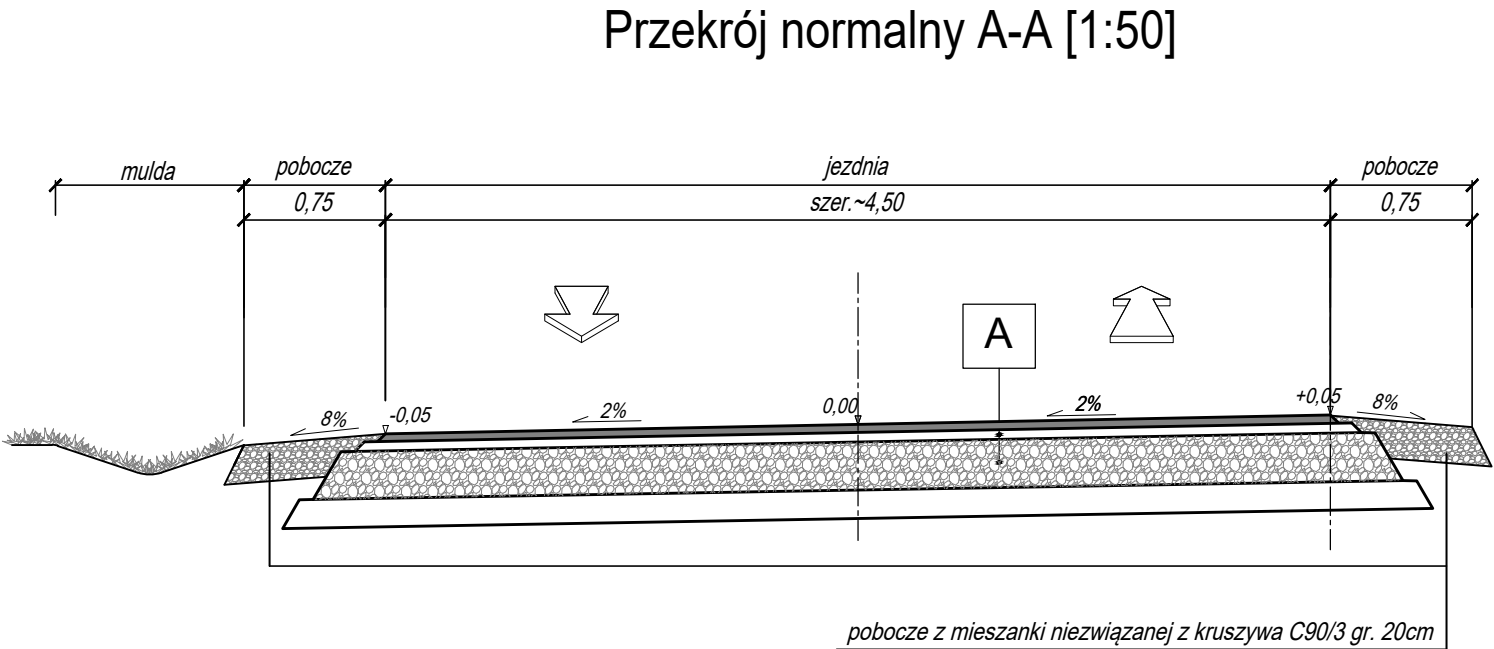 Przekrój normalny A-A [1:50]
mulda pobocze jezdnia pobocze
0,75 szer.~4,50 0,75
A
8% -0,05 2% 0,00 2% +0,05 8%
pobocze z mieszanki niezwiązanej z kruszywa C90/3 gr. 20cm